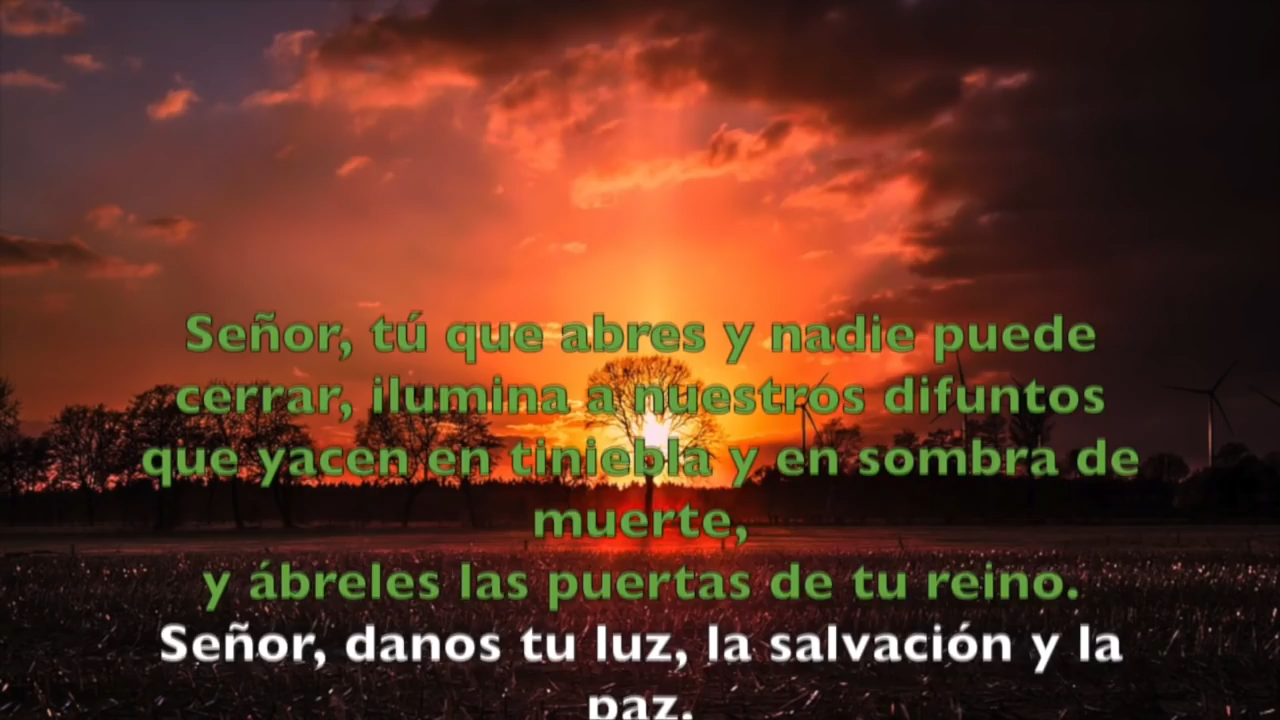 Señor, tú que abres y nadie puede
cerrar, ilumina a nuestros difuntos
que yacen en tiniebla y en sombra de
muerte,
y ábreles las puertas de tu reino.
Señor, danos tu luz, la salvación y la
paz.